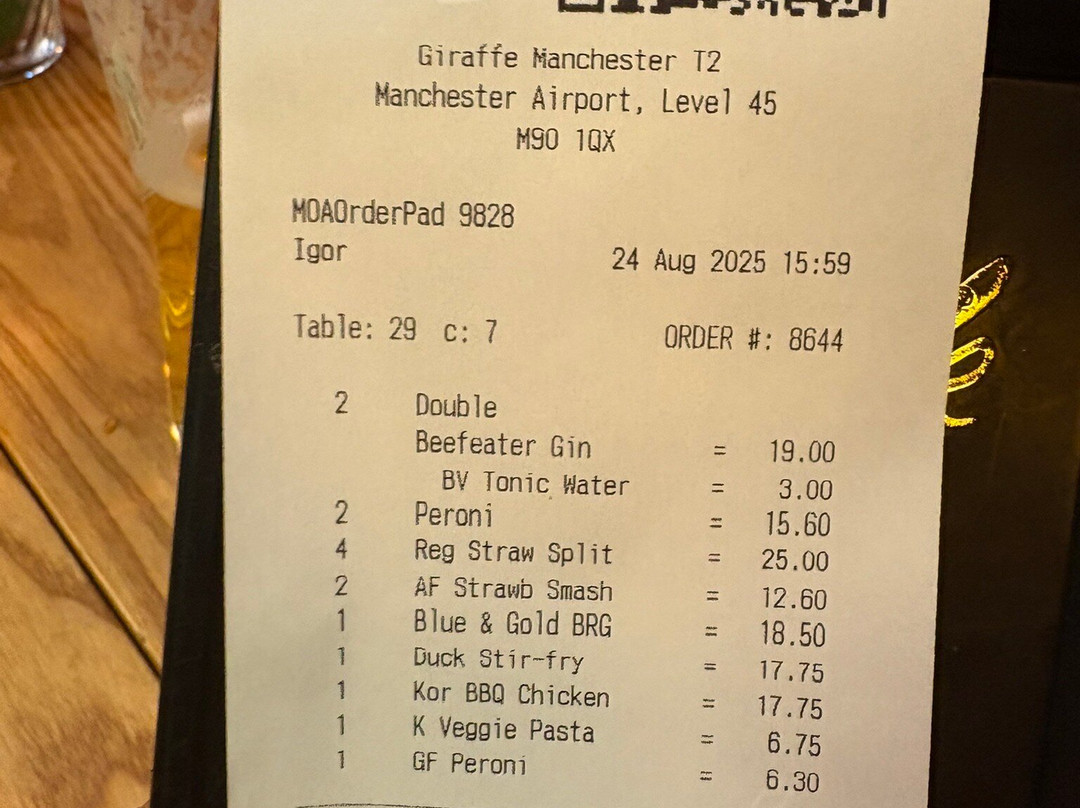 Giraffe Manchester T2
Manchester Airport, Level 45
M90 1QX
MOAOrderPad 9828
Igor 24 Aug 2025 15:59
Table: 29 c: 7 ORDER #: 8644
2 Double
Beefeater Gin = 19.00
BV Tonic Water = 3.00
2 Peroni = 15.60
4 Reg Straw Split = 25.00
2 AF Strawb Smash = 12.60
1 Blue & Gold BRG = 18.50
1 Duck Stir-fry = 17.75
1 Kor BBQ Chicken = 17.75
1 K Veggie Pasta = 6.75
1 GF Peroni = 6.30